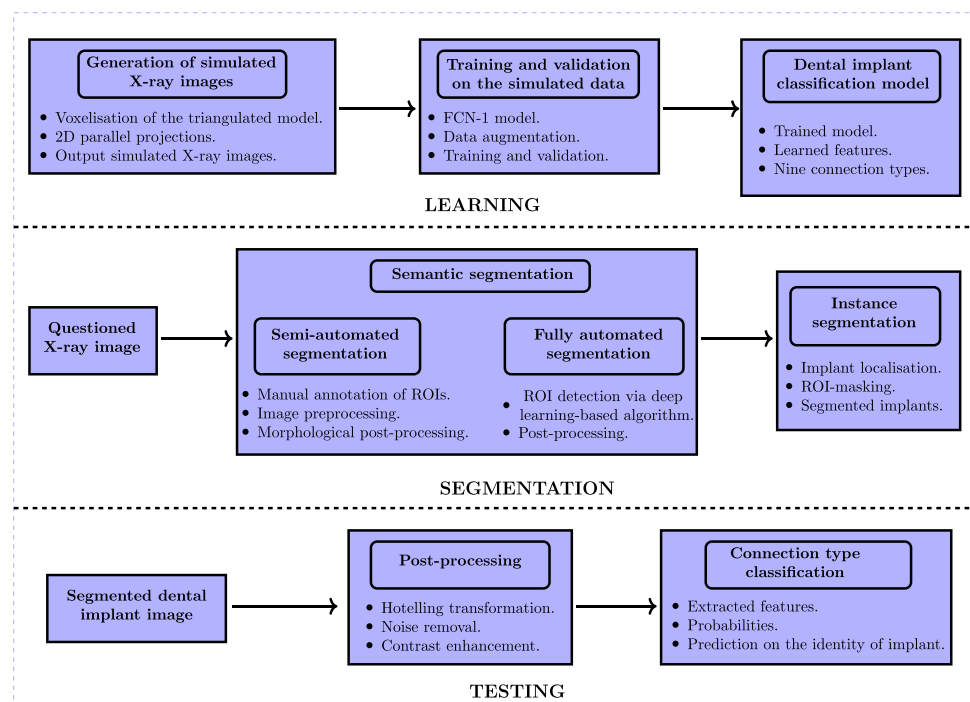 Generation of simulated
X-ray images
• Voxelisation of the triangulated model.
• 2D parallel projections.
• Output simulated X-ray images.
Training and validation
on the simulated data
• FCN-1 model.
• Data augmentation.
• Training and validation.
Dental implant
classification model
• Trained model.
• Learned features.
• Nine connection types.
LEARNING
Questioned
X-ray image
Semantic segmentation
Semi-automated
segmentation
• Manual annotation of ROIs.
• Image preprocessing.
• Morphological post-processing.
Fully automated
segmentation
• ROI detection via deep
learning-based algorithm.
• Post-processing.
Instance
segmentation
• Implant localisation.
• ROI-masking.
• Segmented implants.
SEGMENTATION
Segmented dental
implant image
Post-processing
• Hotelling transformation.
• Noise removal.
• Contrast enhancement.
Connection type
classification
• Extracted features.
• Probabilities.
• Prediction on the identity of implant.
TESTING